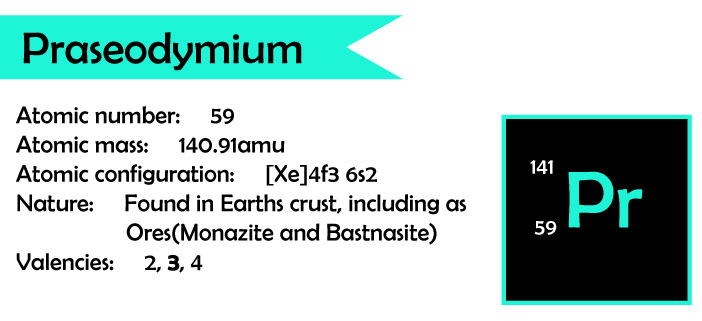 Praseodymium
Atomic number: 59
Atomic mass: 140.91amu
Atomic configuration: [Xe]4f3 6s2
Nature: Found in Earths crust, including as
Ores(Monazite and Bastnasite)
Valencies: 2, 3, 4
141
Pr
59